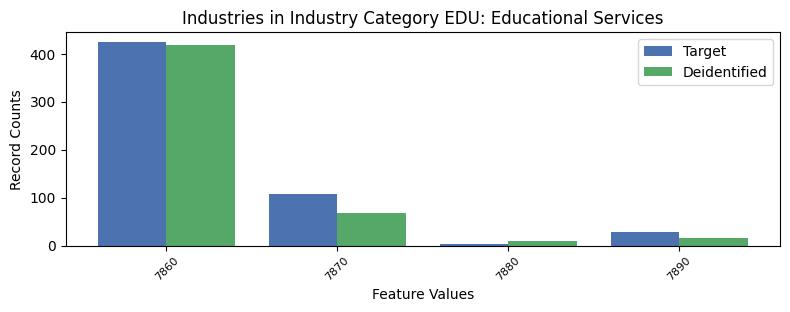 Industries in Industry Category EDU: Educational Services
Target
Deidentified
Record Counts
400
300
200
100
0
7860 7870 7880 7890
Feature Values